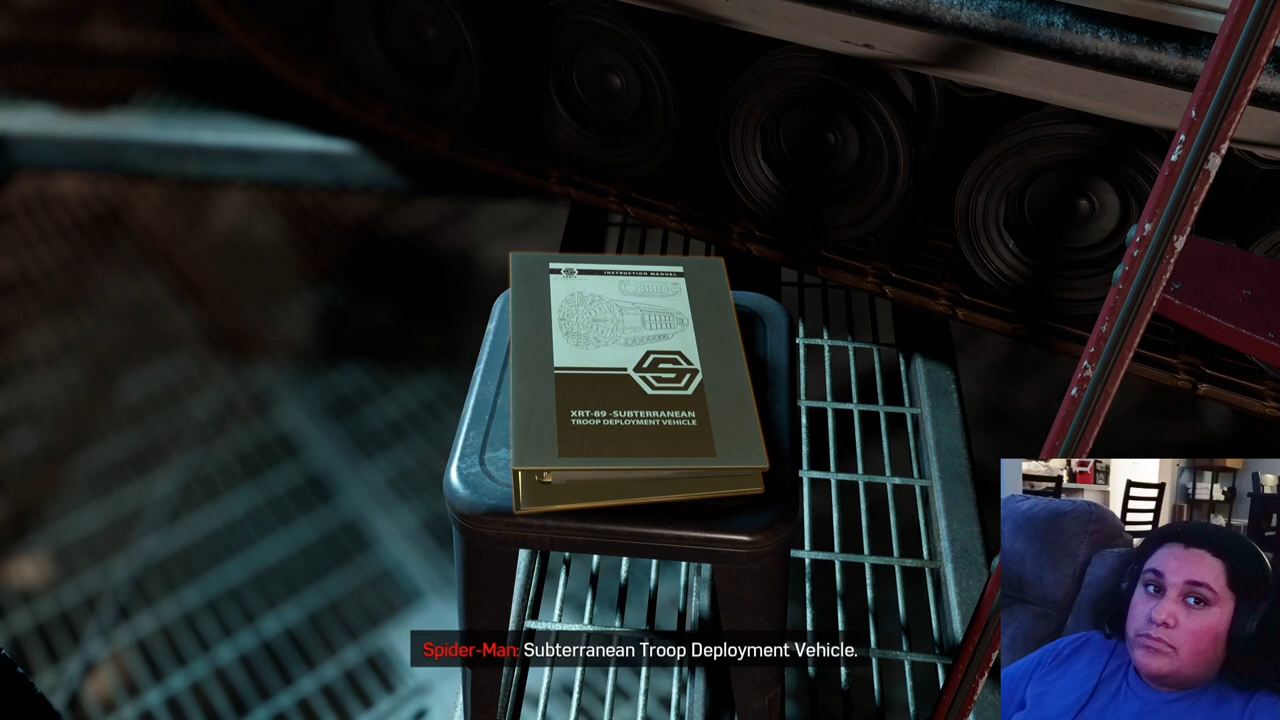 INSTRUCTION MANUAL
XRT-89 -SUBTERRANEAN
TROOP DEPLOYMENT VEHICLE
Spider-Man: Subterranean Troop Deployment Vehicle.